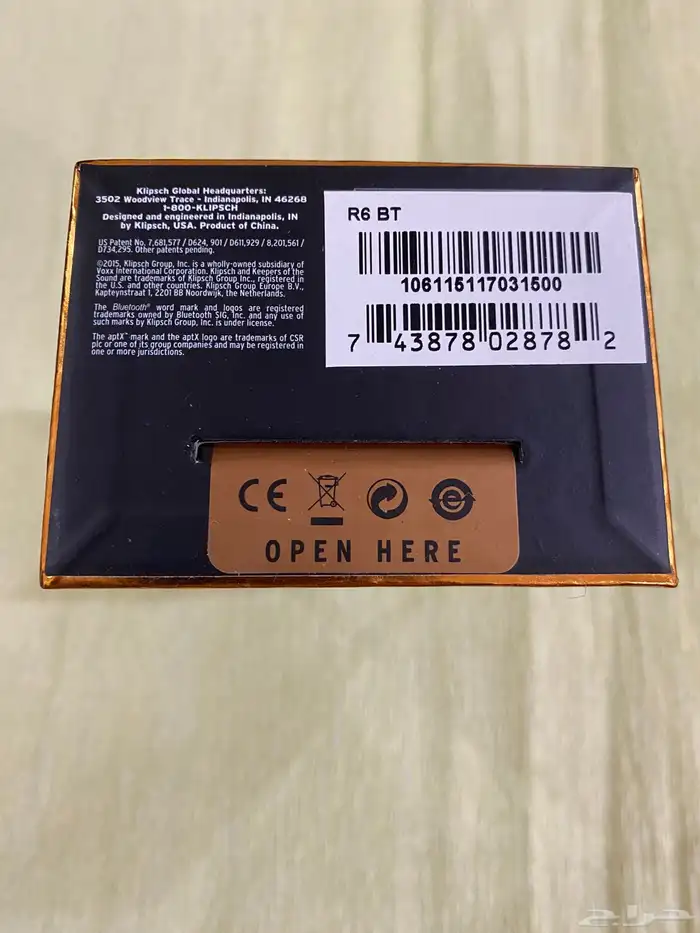 Klipsch Global Headquarters:
3502 Woodview Trace - Indianapolis, IN 46268
1-800-KLIPSCH
Designed and engineered in Indianapolis, IN
by Klipsch, USA. Product of China.
US Patent No. 7,681,577 / D624, 901 / D611,929 / 8,201,561 /
D734,295. Other patents pending.
©2015, Klipsch Group, Inc. is a wholly-owned subsidiary of
Voxx International Corporation. Klipsch and Keepers of the
Sound are trademarks of Klipsch Group Inc., registered in
the U.S. and other countries. Klipsch Group Europe B.V.,
Kapteynstraat 1, 2201 BB Noordwijk, the Netherlands.
The Bluetooth® word mark and logos are registered
trademarks owned by Bluetooth SIG, Inc. and any use of
such marks by Klipsch Group, Inc. is under license.
The aptX™ mark and the aptX logo are trademarks of CSR
plc or one of its group companies and may be registered in
one or more jurisdictions.
R6 BT
106115117031500
7 43878 02878 2
CE
e
OPEN HERE
حراج